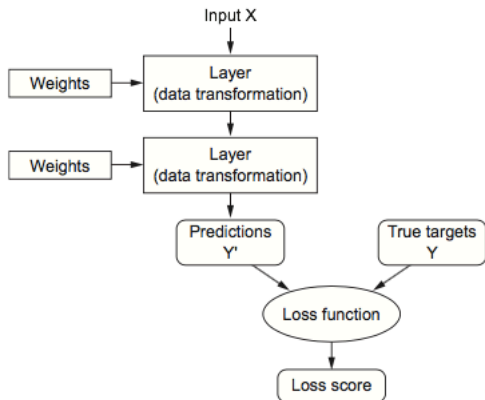 Input X
Weights
Layer
(data transformation)
Weights
Layer
(data transformation)
Predictions
Y'
True targets
Y
Loss function
Loss score